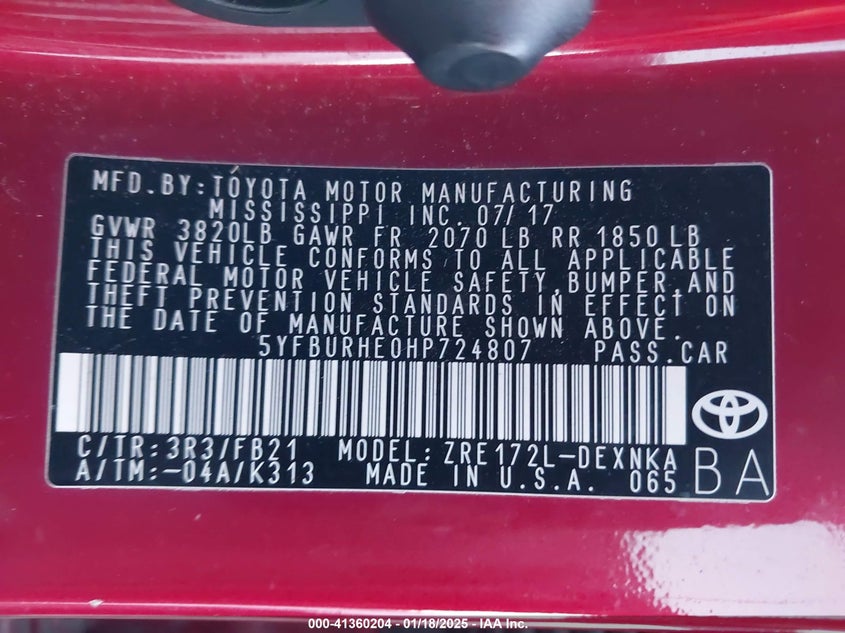 MFD.BY:TOYOTA MOTOR MANUFACTURING
MISSISSIPPI INC. 07/17
GVWR 3820LB GAWR FR 2070 LB RR 1850 LB
THIS VEHICLE CONFORMS TO ALL APPLICABLE
FEDERAL MOTOR VEHICLE SAFETY,BUMPER,AND
THEFT PREVENTION STANDARDS IN EFFECT ON
THE DATE OF MANUFACTURE SHOWN ABOVE.
5YFBURHE0HP724807 PASS.CAR
C/TR:3R3/FB21 MODEL:ZRE172L-DEXNKA
A/TM:-04A/K313 MADE IN U.S.A. 065 BA
000-41360204 - 01/18/2025 - IAA Inc.